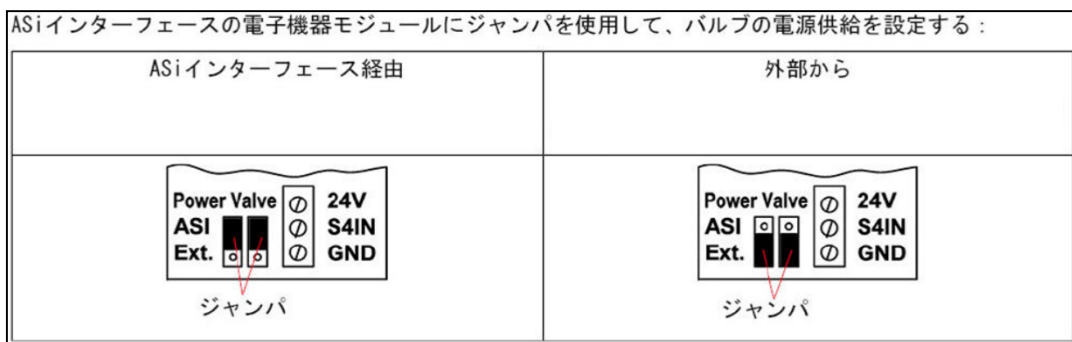 ASiインターフェースの電子機器モジュールにジャンパを使用して、バルブの電源供給を設定する：
ASiインターフェース経由
外部から
Power Valve 24V
ASI S4IN
Ext. GND
ジャンパ
Power Valve 24V
ASI S4IN
Ext. GND
ジャンパ